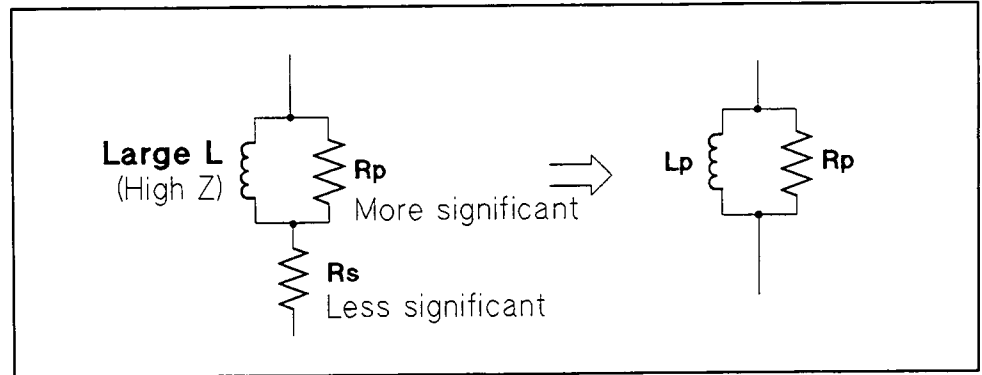 Large L
(High Z)
Rp
More significant
Rs
Less significant
Lp
Rp